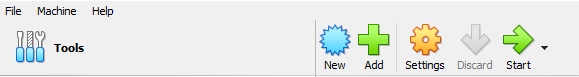 File Machine Help
Tools
New Add Settings Discard Start